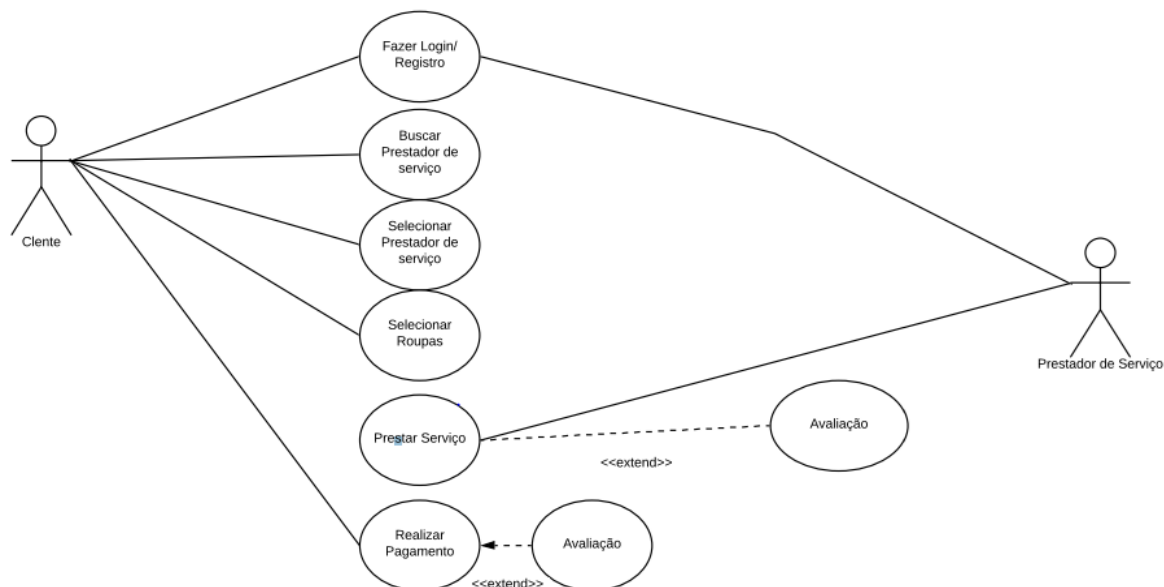 Fazer Login/
Registro
Buscar
Prestador de
serviço
Clente
Selecionar
Prestador de
serviço
Selecionar
Roupas
Prestador de Serviço
Prestar Serviço
Avaliação
<<extend>>
Realizar
Pagamento
Avaliação
<<extend>>